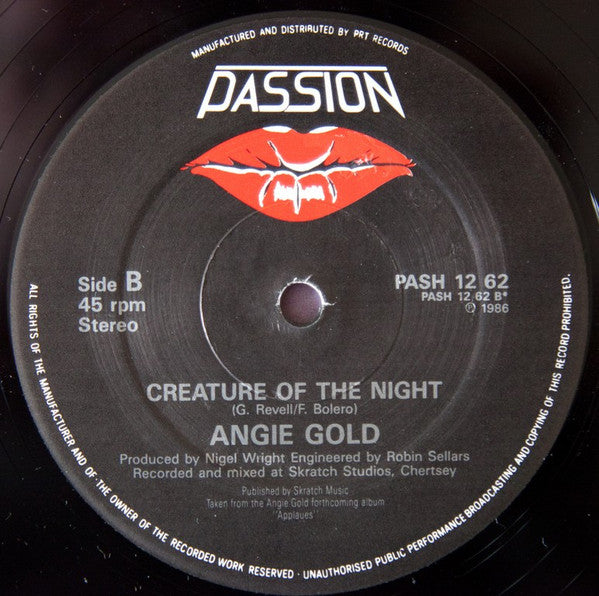 MANUFACTURED AND DISTRIBUTED BY PRT RECORDS
PASSION
Side B
45 rpm
Stereo
PASH 12 62
PASH 12 62 B*
℗ 1986
CREATURE OF THE NIGHT
(G. Revell/F. Bolero)
ANGIE GOLD
Produced by Nigel Wright Engineered by Robin Sellars
Recorded and mixed at Skratch Studios, Chertsey
Published by Skratch Music
Taken from the Angie Gold forthcoming album
"Applaues"
ALL RIGHTS OF THE MANUFACTURER AND OF THE OWNER OF THE RECORDED WORK RESERVED · UNAUTHORISED PUBLIC PERFORMANCE BROADCASTING AND COPYING OF THIS RECORD PROHIBITED.